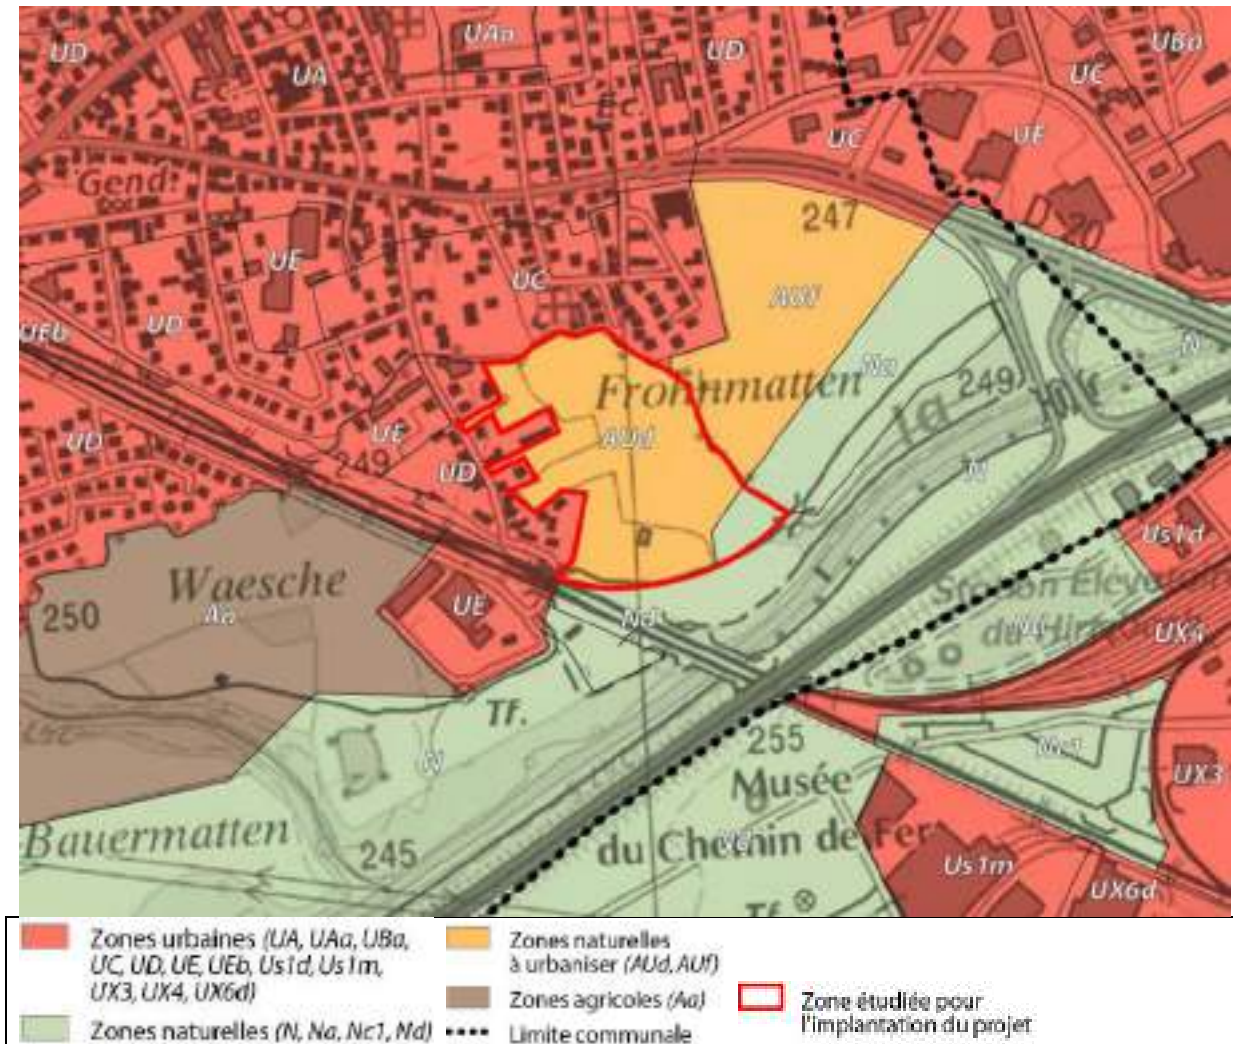 UD
UAa
UD
UBa
UA
UC
Ec.
Ec.
UC
UE
Gend.
rie
247
UE
UC
AUf
UEb
UD
N
Na
Frohnmatten
249
la
Hofs
UD
UE
AUd
249
UD
N
Us1d
Waesche
250
Aa
UE
Nd
UX4
Tf.
255
Nc1
N
Musée
UX3
Bauermatten
245
du Chemin de Fer
Us1m
UX6d
Tf.
Zones urbaines (UA, UAa, UBa,
UC, UD, UE, UEb, Us1d, Us1m,
UX3, UX4, UX6d)
Zones naturelles (N, Na, Nc1, Nd)
Zones naturelles
à urbaniser (AUd, AUf)
Zones agricoles (Aa)
Limite communale
Zone étudiée pour
l'implantation du projet